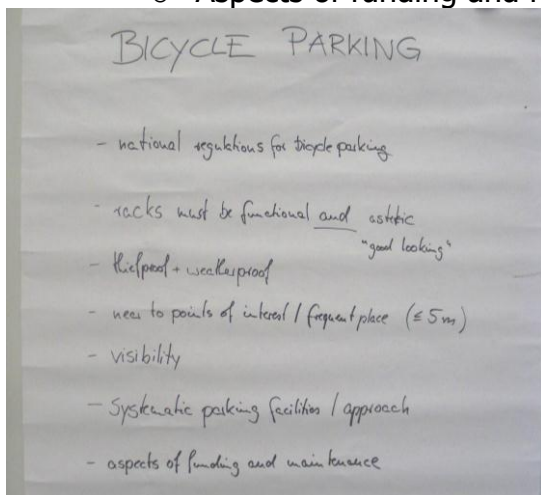 Aspects of funding and
BICYCLE PARKING
- national regulations for bicycle parking
- racks must be functional and astetic
"good looking"
- thiefproof + weatherproof
- near to points of interest / frequent place (≤ 5m)
- visibility
- Systematic parking facilities / approach
- aspects of funding and maintenance